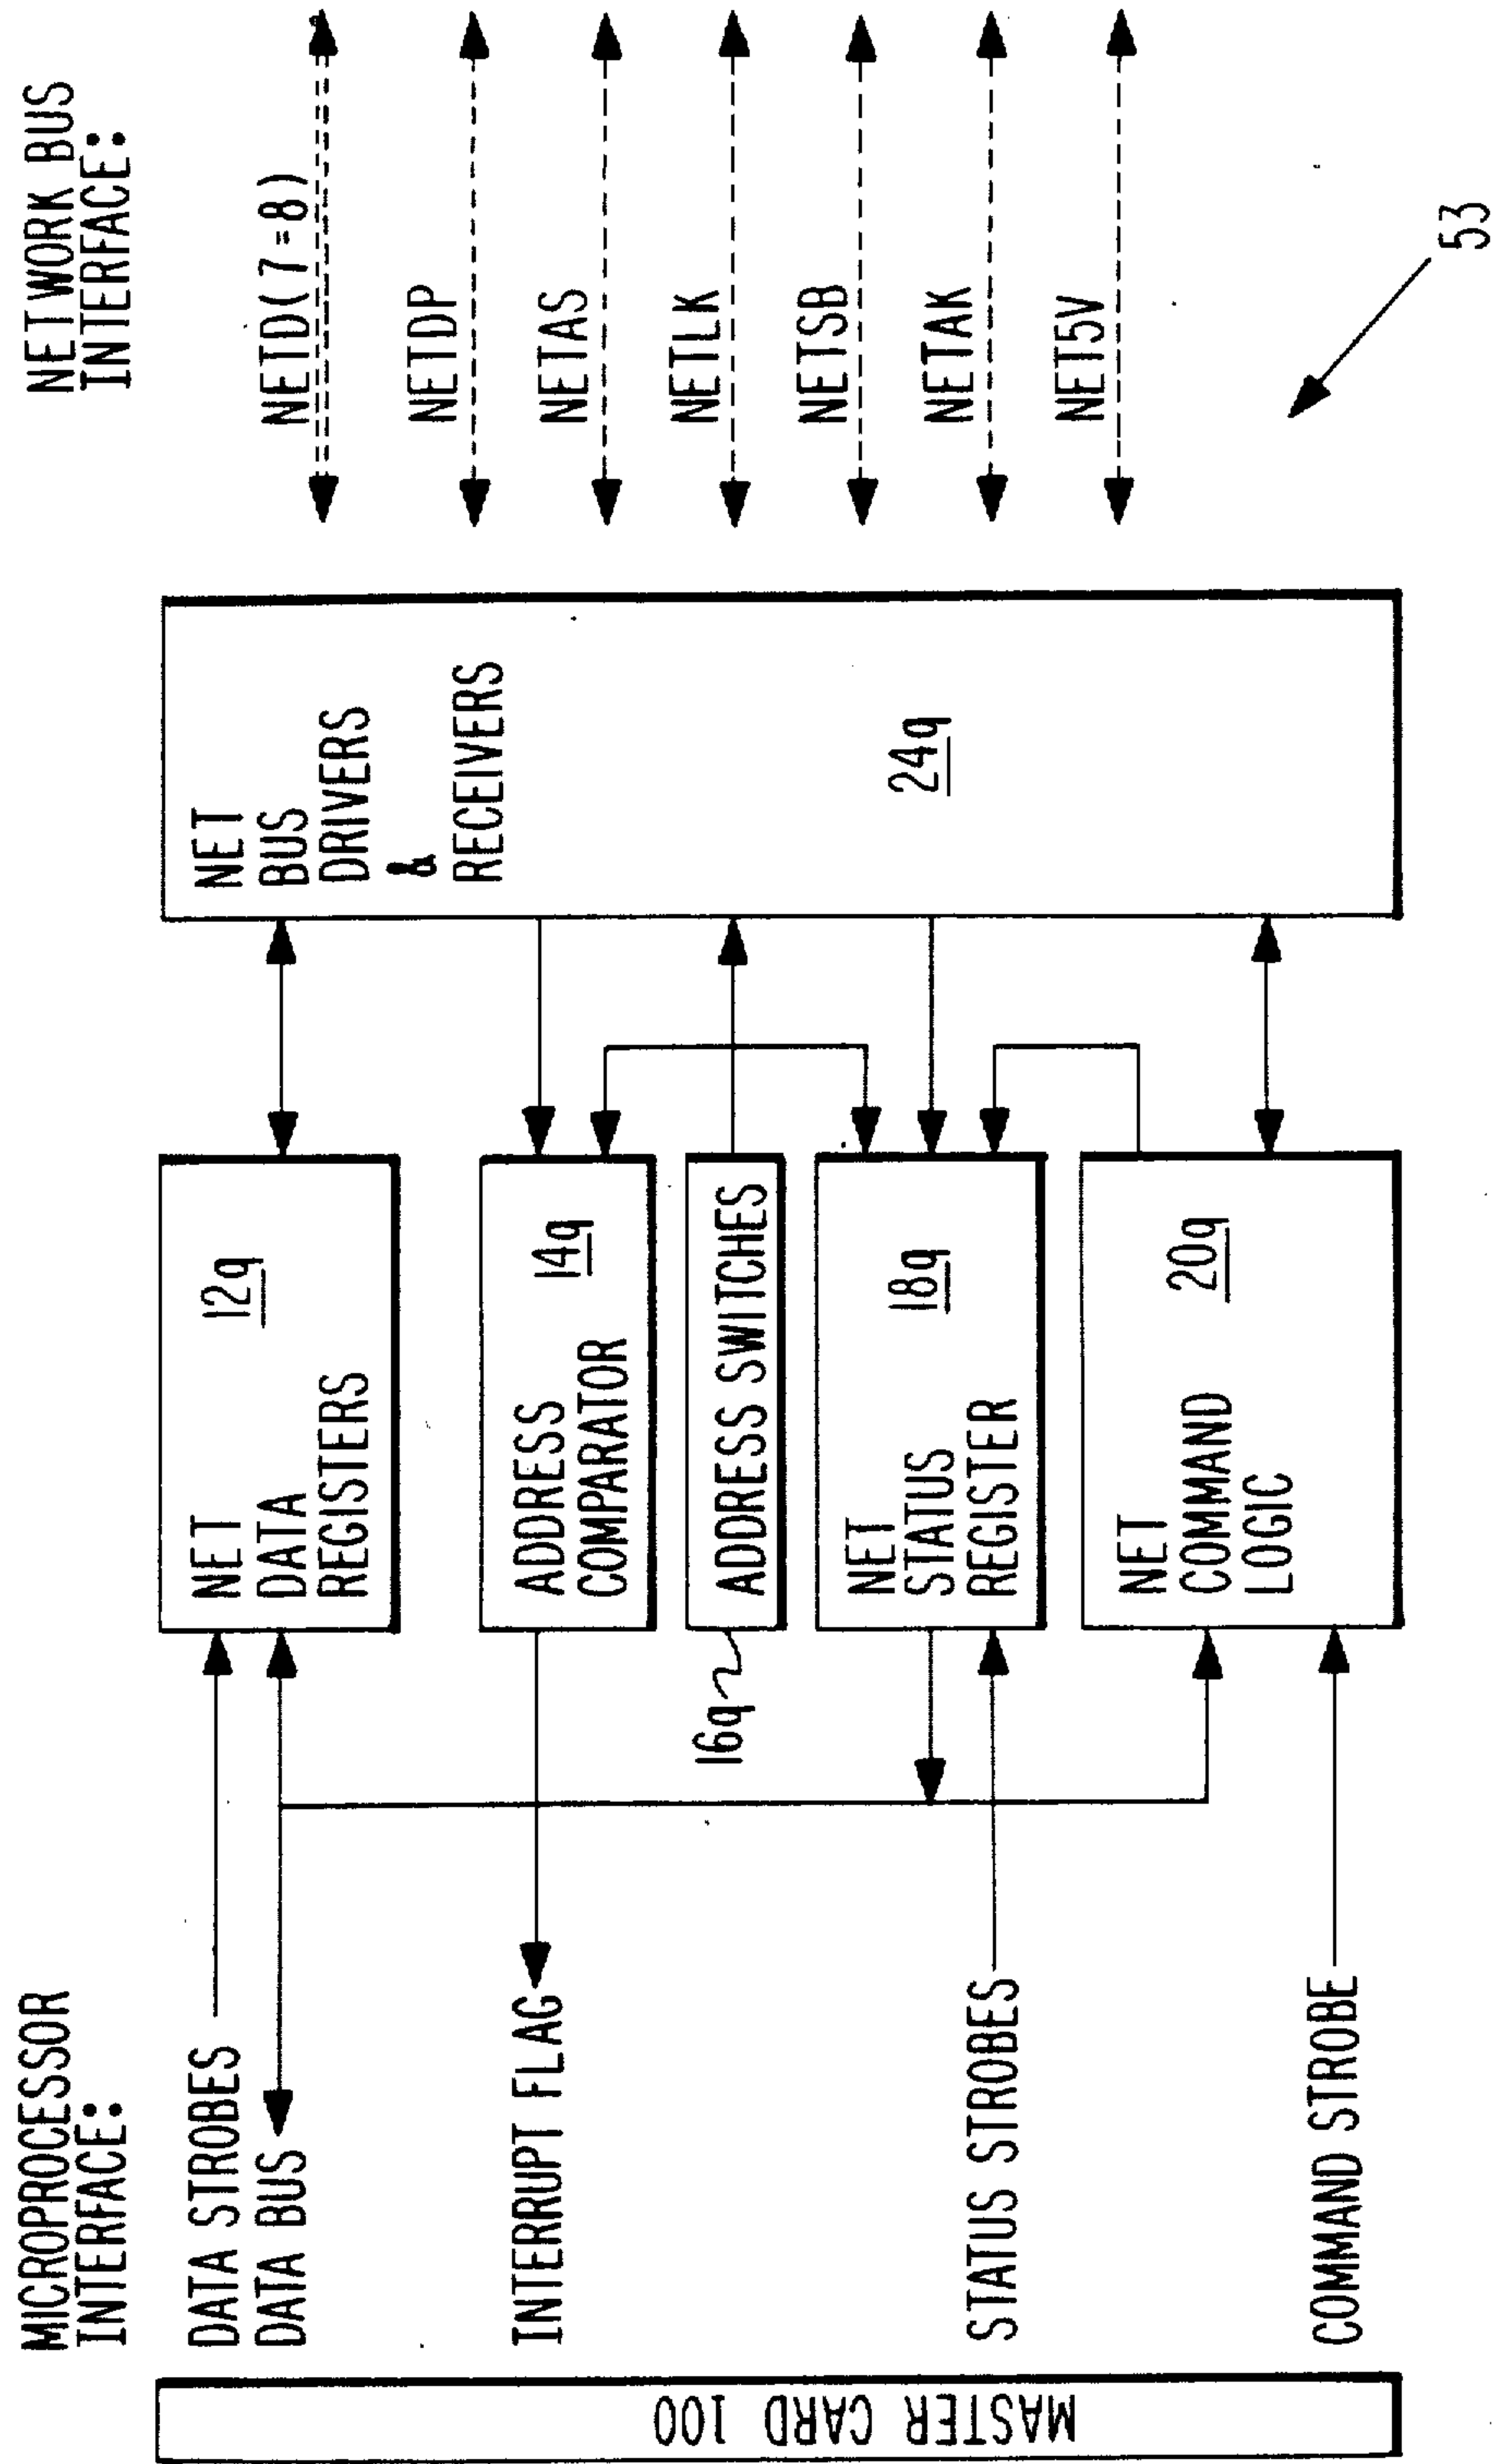 MICROPROCESSOR
INTERFACE:
NETWORK BUS
INTERFACE:
MASTER CARD 100
DATA STROBES
DATA BUS
INTERRUPT FLAG
STATUS STROBES
COMMAND STROBE
NET
DATA
REGISTERS
12q
ADDRESS
COMPARATOR
14q
ADDRESS SWITCHES
16q
NET
STATUS
REGISTER
18q
NET
COMMAND
LOGIC
20q
NET
BUS
DRIVERS
&
RECEIVERS
24q
NETD(7=8)
NETDP
NETAS
NETLK
NETSB
NETAK
NET5V
53